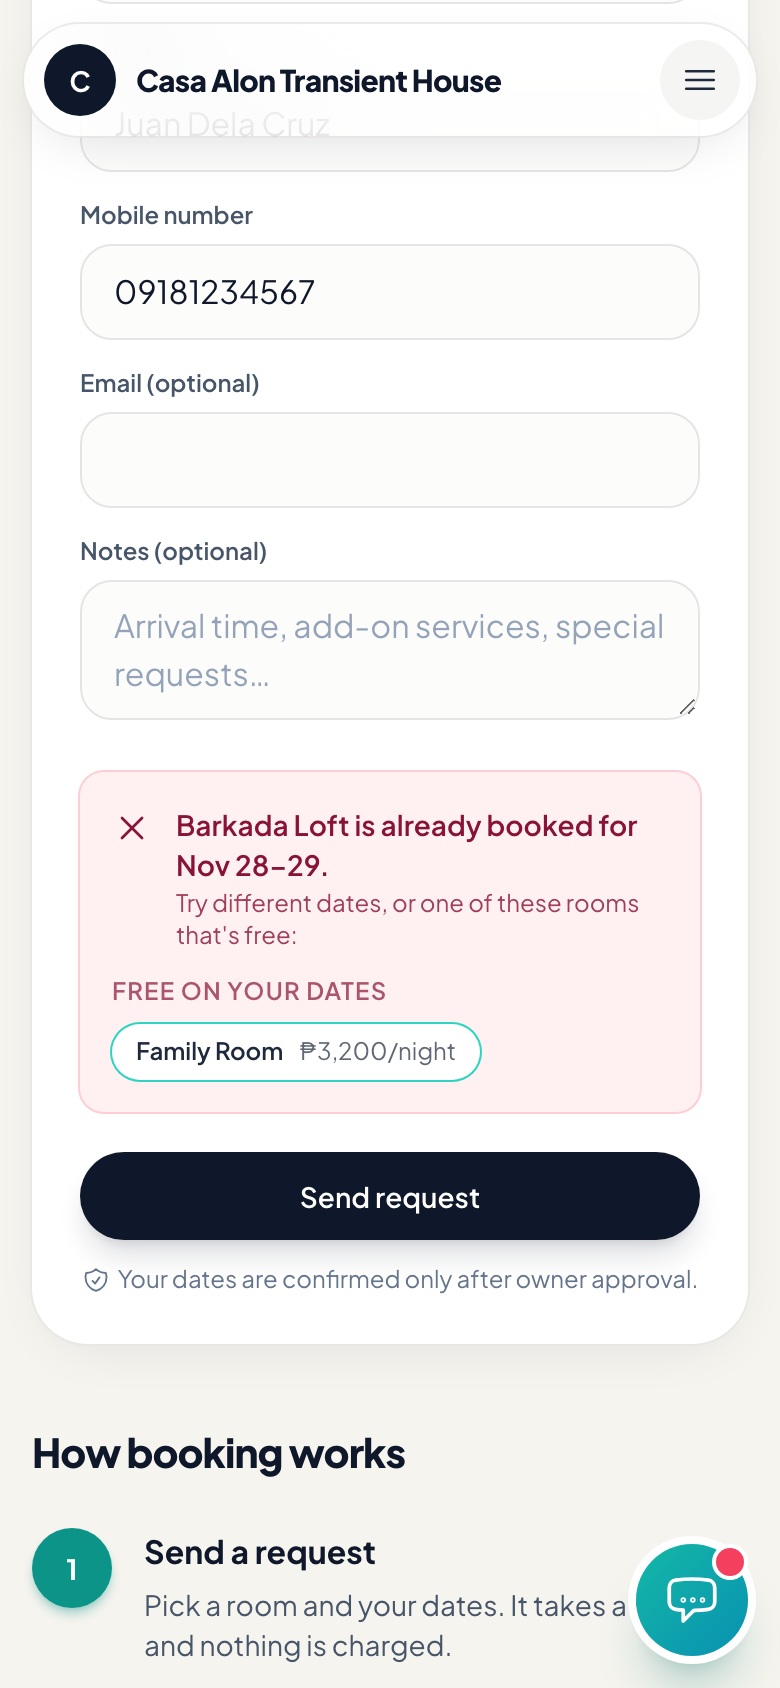 C
Casa Alon Transient House
Juan Dela Cruz
Mobile number
09181234567
Email (optional)
Notes (optional)
Arrival time, add-on services, special
requests...
Barkada Loft is already booked for
Nov 28–29.
Try different dates, or one of these rooms
that's free:
FREE ON YOUR DATES
Family Room ₱3,200/night
Send request
Your dates are confirmed only after owner approval.
How booking works
1
Send a request
Pick a room and your dates. It takes a
and nothing is charged.